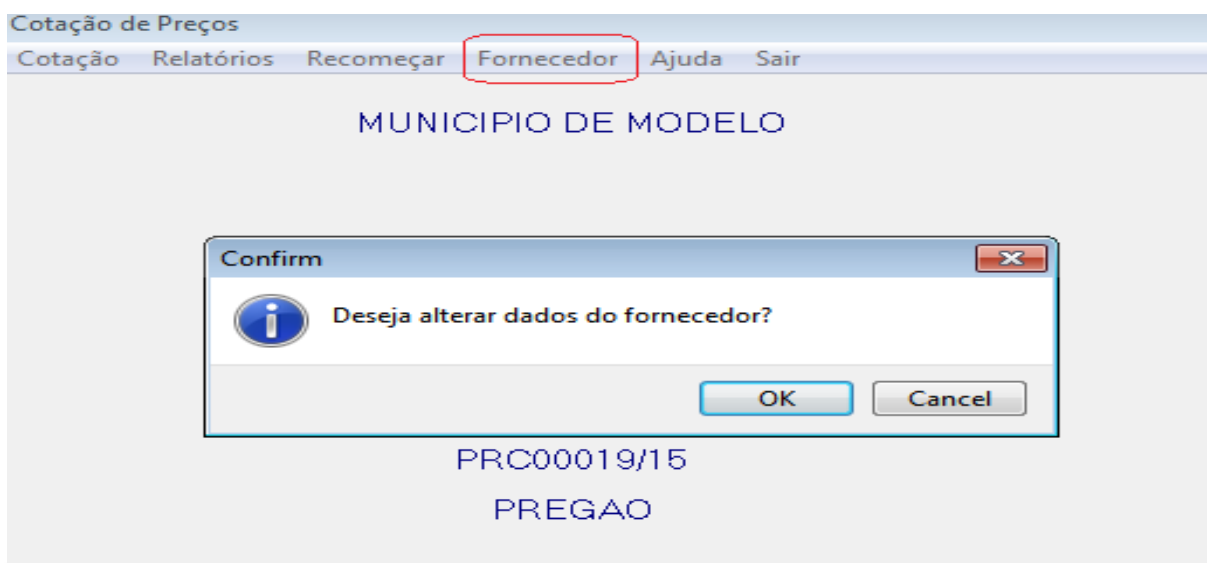 Cotação de Preços
Cotação Relatórios Recomeçar Fornecedor Ajuda Sair
MUNICIPIO DE MODELO
Confirm
Deseja alterar dados do fornecedor?
OK Cancel
PRC00019/15
PREGAO